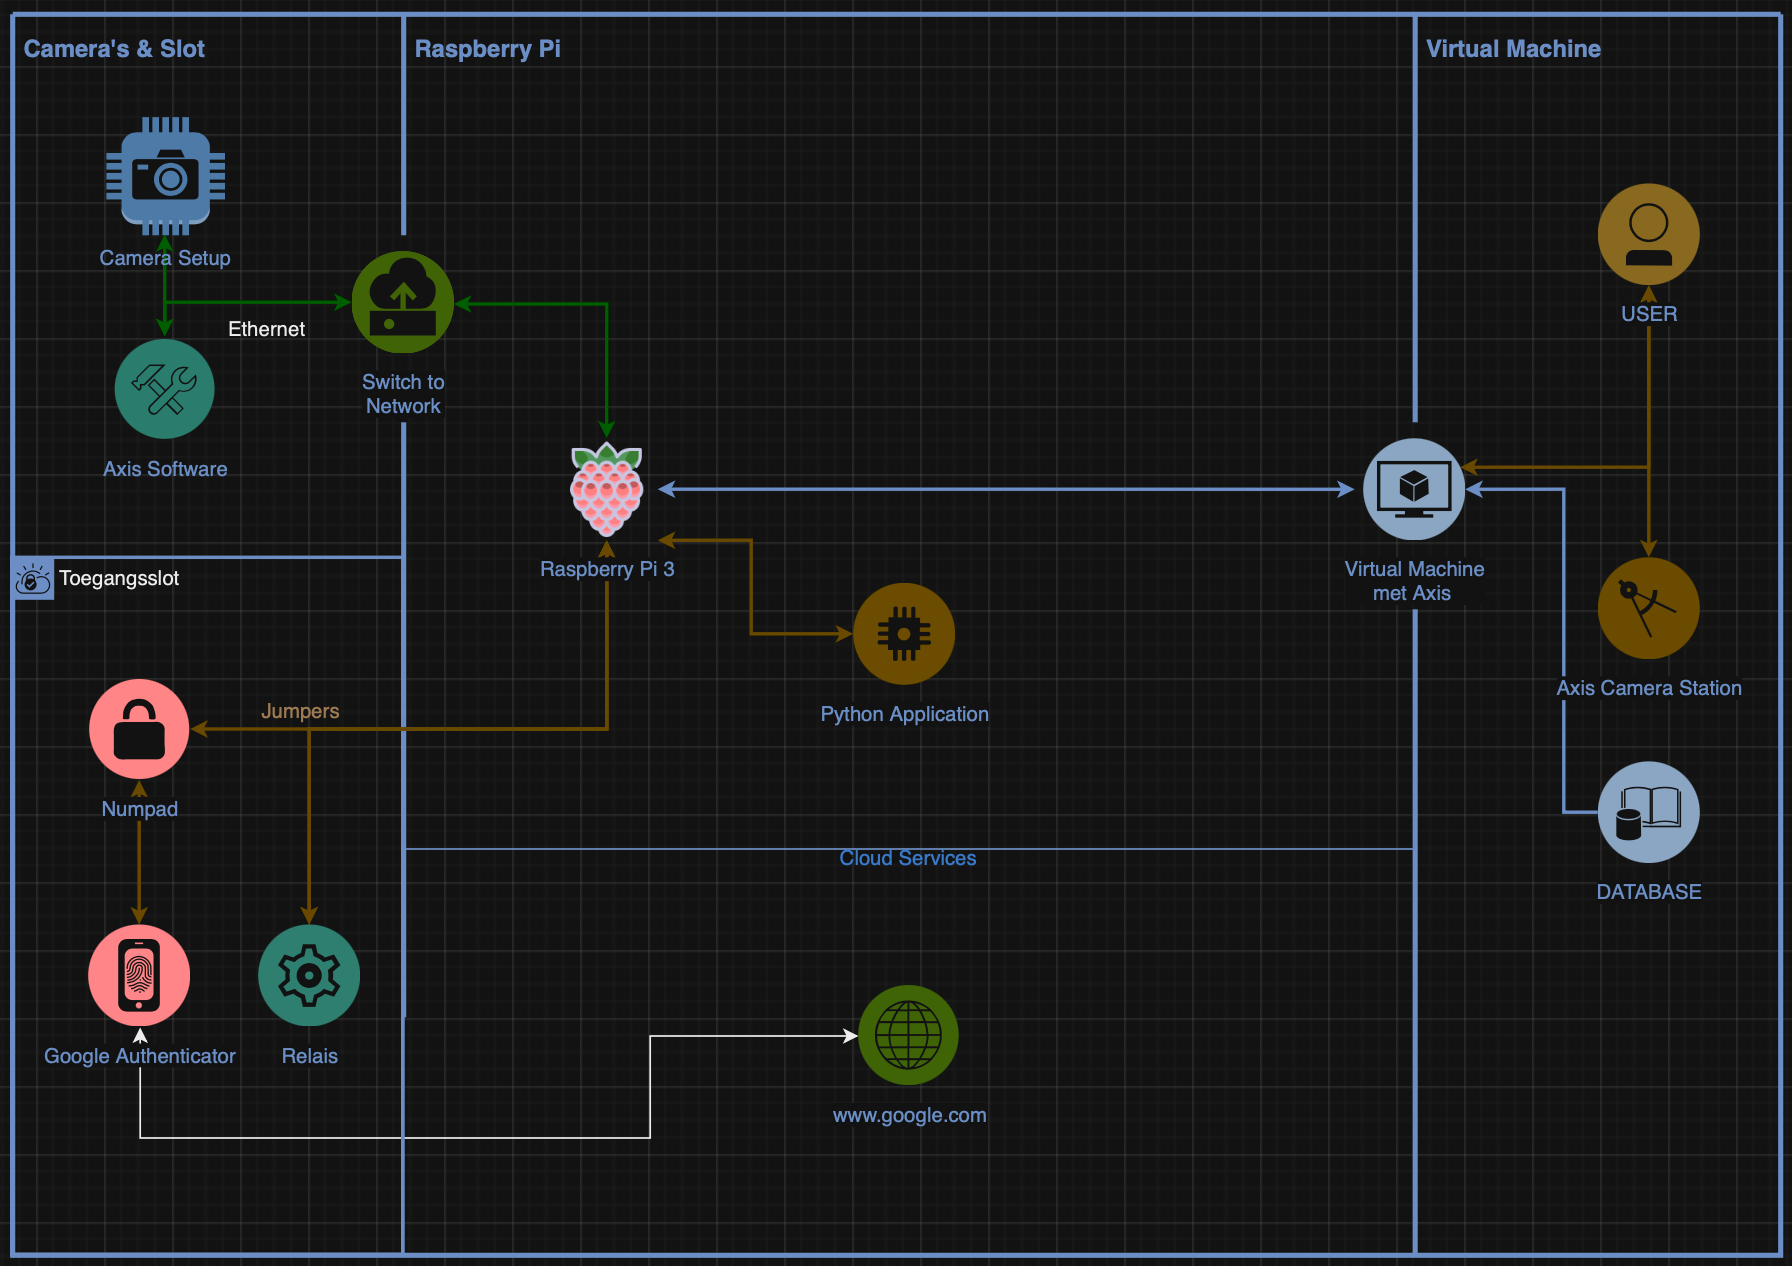 Camera's & Slot
Raspberry Pi
Virtual Machine
Camera Setup
Ethernet
Switch to
Network
Axis Software
USER
Raspberry Pi 3
Virtual Machine
met Axis
Toegangsslot
Python Application
Axis Camera Station
Jumpers
Numpad
Cloud Services
DATABASE
Google Authenticator
Relais
www.google.com